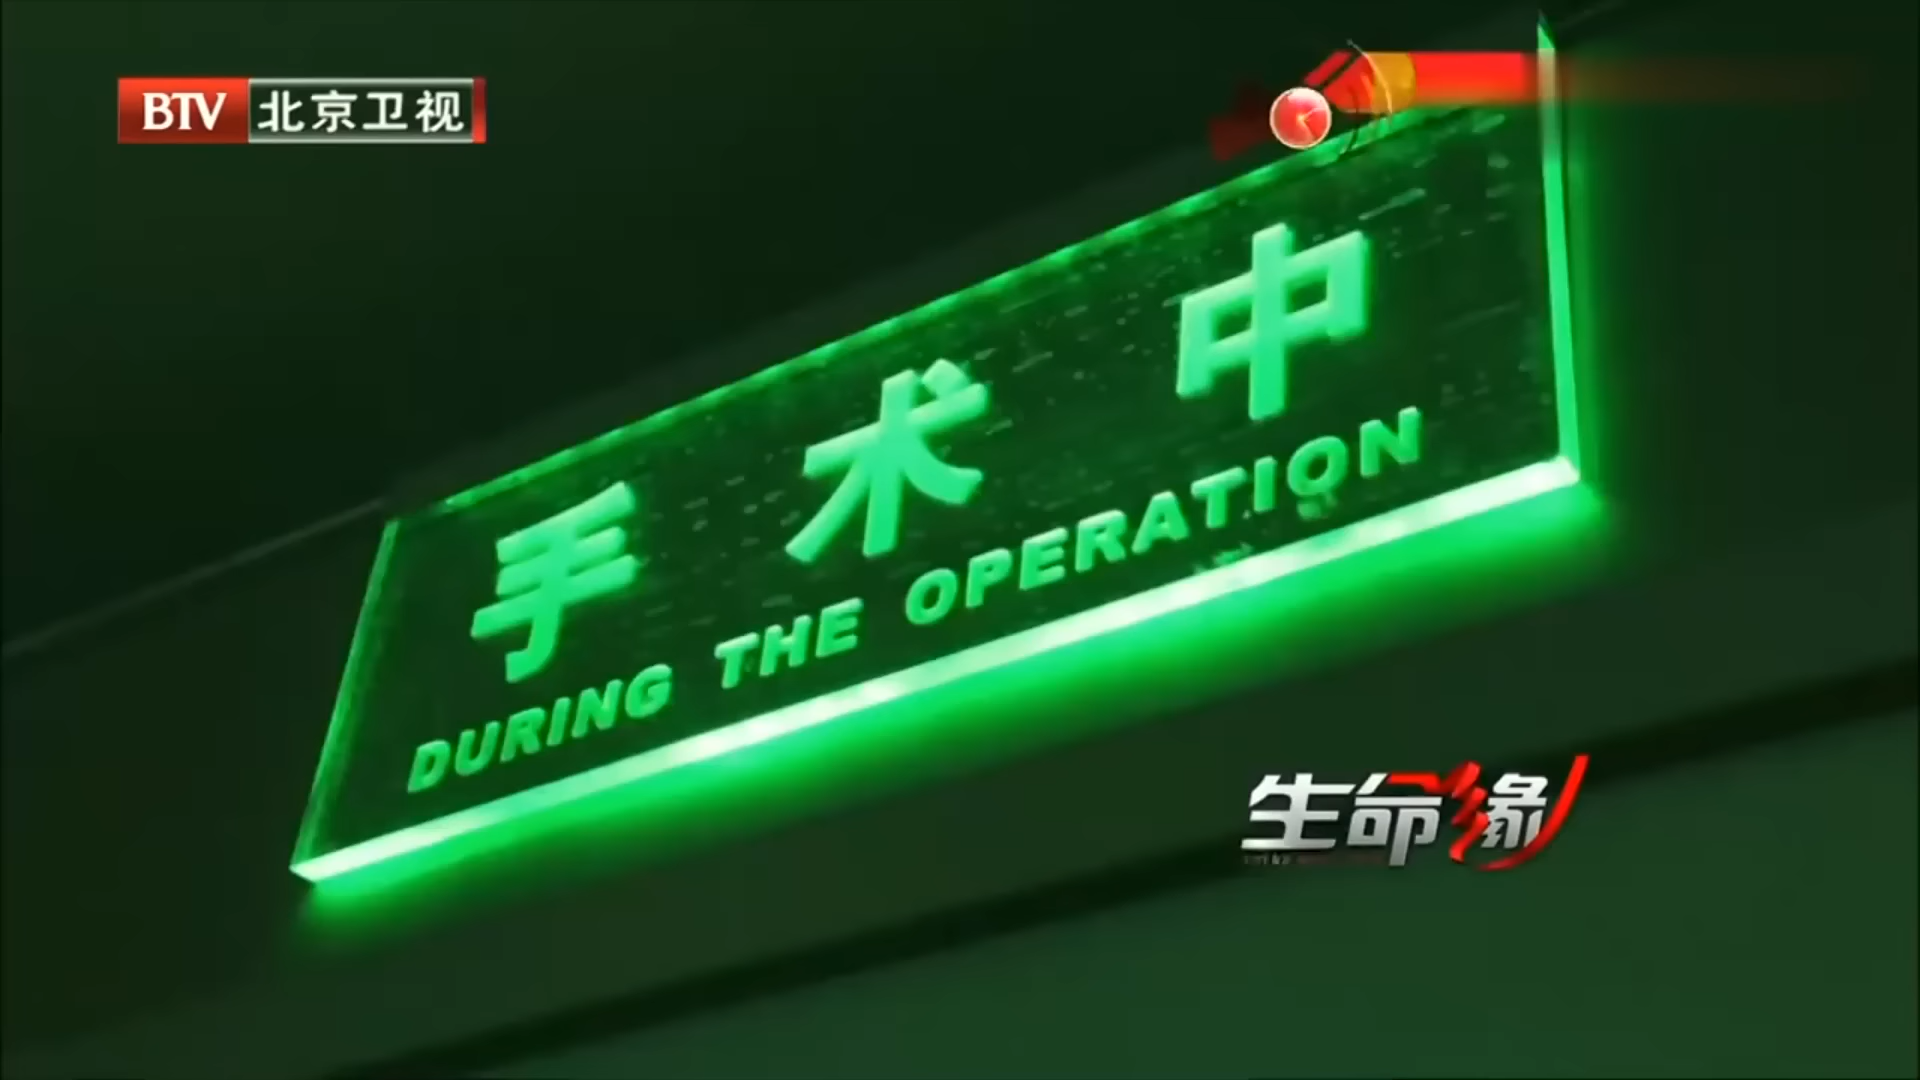 BTV 北京卫视
手术中
DURING THE OPERATION
生命缘